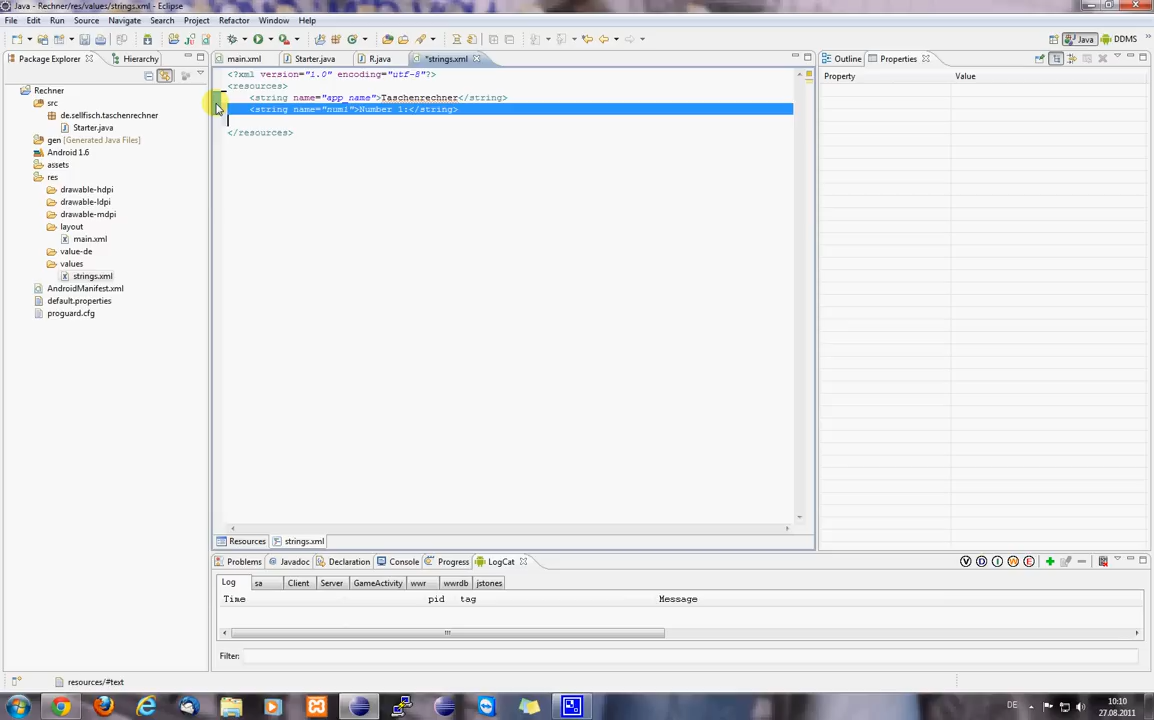 Java - Rechner/res/values/strings.xml - Eclipse
File Edit Run Source Navigate Search Project Refactor Window Help
Java DDMS
Package Explorer Hierarchy
main.xml Starter.java R.java *strings.xml
Outline Properties
Property Value
Rechner
src
de.sellfisch.taschenrechner
Starter.java
gen [Generated Java Files]
Android 1.6
assets
res
drawable-hdpi
drawable-ldpi
drawable-mdpi
layout
main.xml
value-de
values
strings.xml
AndroidManifest.xml
default.properties
proguard.cfg
<?xml version="1.0" encoding="utf-8"?>
<resources>
<string name="app_name">Taschenrechner</string>
<string name="num1">Number 1:</string>
</resources>
Resources strings.xml
Problems Javadoc Declaration Console Progress LogCat
Log sa Client Server GameActivity wwr wwrdb jstones
Time pid tag Message
Filter:
resources/#text
DE 10:10
27.08.2011